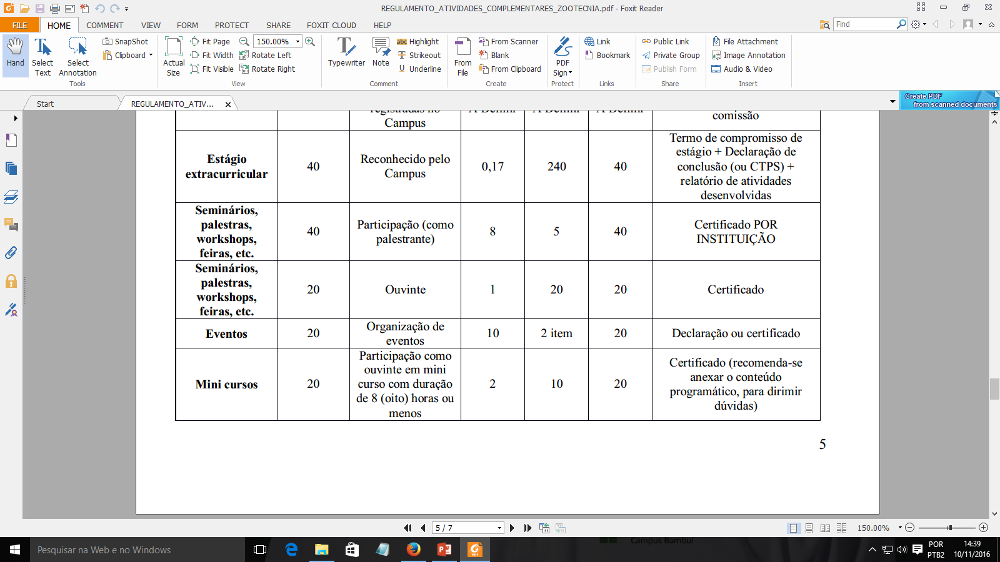 REGULAMENTO_ATIVIDADES_COMPLEMENTARES_ZOOTECNIA.pdf - Foxit Reader
FILE HOME COMMENT VIEW FORM PROTECT SHARE FOXIT CLOUD HELP Find
Hand
Select Text
Select Annotation
SnapShot
Clipboard
Tools
Actual Size
Fit Page
Fit Width
Fit Visible
150.00%
Rotate Left
Rotate Right
View
Typewriter
Note
abc Highlight
Strikeout
U Underline
Comment
From File
From Scanner
Blank
From Clipboard
Create
PDF Sign
Protect
Link
Bookmark
Links
Public Link
Private Group
Publish Form
Share
File Attachment
Image Annotation
Audio & Video
Insert
Start
REGULAMENTO_ATIV...
Create PDF
from scanned documents
registradas no
Campus
A Definir A Definir A Definir
comissão
Estágio
extracurricular
40
Reconhecido pelo
Campus
0,17
240
40
Termo de compromisso de
estágio + Declaração de
conclusão (ou CTPS) +
relatório de atividades
desenvolvidas
Seminários,
palestras,
workshops,
feiras, etc.
40
Participação (como
palestrante)
8
5
40
Certificado POR
INSTITUIÇÃO
Seminários,
palestras,
workshops,
feiras, etc.
20
Ouvinte
1
20
20
Certificado
Eventos
20
Organização de
eventos
10
2 item
20
Declaração ou certificado
Mini cursos
20
Participação como
ouvinte em mini
curso com duração
de 8 (oito) horas ou
menos
2
10
20
Certificado (recomenda-se
anexar o conteúdo
programático, para dirimir
dúvidas)
5
5 / 7
150.00%
Campus Bambuí
Pesquisar na Web e no Windows
POR
PTB2
14:39
10/11/2016